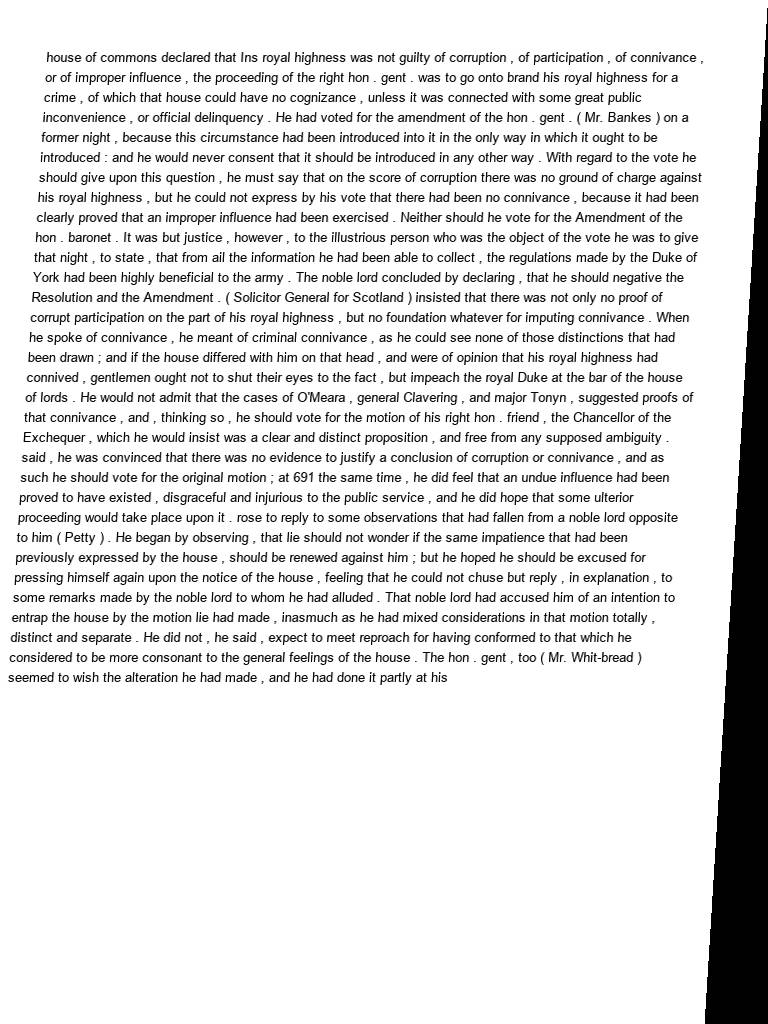 house of commons declared that Ins royal highness was not guilty of corruption , of participation , of connivance ,
or of improper influence , the proceeding of the right hon . gent . was to go onto brand his royal highness for a
crime , of which that house could have no cognizance , unless it was connected with some great public
inconvenience , or official delinquency . He had voted for the amendment of the hon . gent . ( Mr. Bankes ) on a
former night , because this circumstance had been introduced into it in the only way in which it ought to be
introduced : and he would never consent that it should be introduced in any other way . With regard to the vote he
should give upon this question , he must say that on the score of corruption there was no ground of charge against
his royal highness , but he could not express by his vote that there had been no connivance , because it had been
clearly proved that an improper influence had been exercised . Neither should he vote for the Amendment of the
hon . baronet . It was but justice , however , to the illustrious person who was the object of the vote he was to give
that night , to state , that from ail the information he had been able to collect , the regulations made by the Duke of
York had been highly beneficial to the army . The noble lord concluded by declaring , that he should negative the
Resolution and the Amendment . ( Solicitor General for Scotland ) insisted that there was not only no proof of
corrupt participation on the part of his royal highness , but no foundation whatever for imputing connivance . When
he spoke of connivance , he meant of criminal connivance , as he could see none of those distinctions that had
been drawn ; and if the house differed with him on that head , and were of opinion that his royal highness had
connived , gentlemen ought not to shut their eyes to the fact , but impeach the royal Duke at the bar of the house
of lords . He would not admit that the cases of O'Meara , general Clavering , and major Tonyn , suggested proofs of
that connivance , and , thinking so , he should vote for the motion of his right hon . friend , the Chancellor of the
Exchequer , which he would insist was a clear and distinct proposition , and free from any supposed ambiguity .
said , he was convinced that there was no evidence to justify a conclusion of corruption or connivance , and as
such he should vote for the original motion ; at 691 the same time , he did feel that an undue influence had been
proved to have existed , disgraceful and injurious to the public service , and he did hope that some ulterior
proceeding would take place upon it . rose to reply to some observations that had fallen from a noble lord opposite
to him ( Petty ) . He began by observing , that lie should not wonder if the same impatience that had been
previously expressed by the house , should be renewed against him ; but he hoped he should be excused for
pressing himself again upon the notice of the house , feeling that he could not chuse but reply , in explanation , to
some remarks made by the noble lord to whom he had alluded . That noble lord had accused him of an intention to
entrap the house by the motion lie had made , inasmuch as he had mixed considerations in that motion totally ,
distinct and separate . He did not , he said , expect to meet reproach for having conformed to that which he
considered to be more consonant to the general feelings of the house . The hon . gent , too ( Mr. Whit-bread )
seemed to wish the alteration he had made , and he had done it partly at his